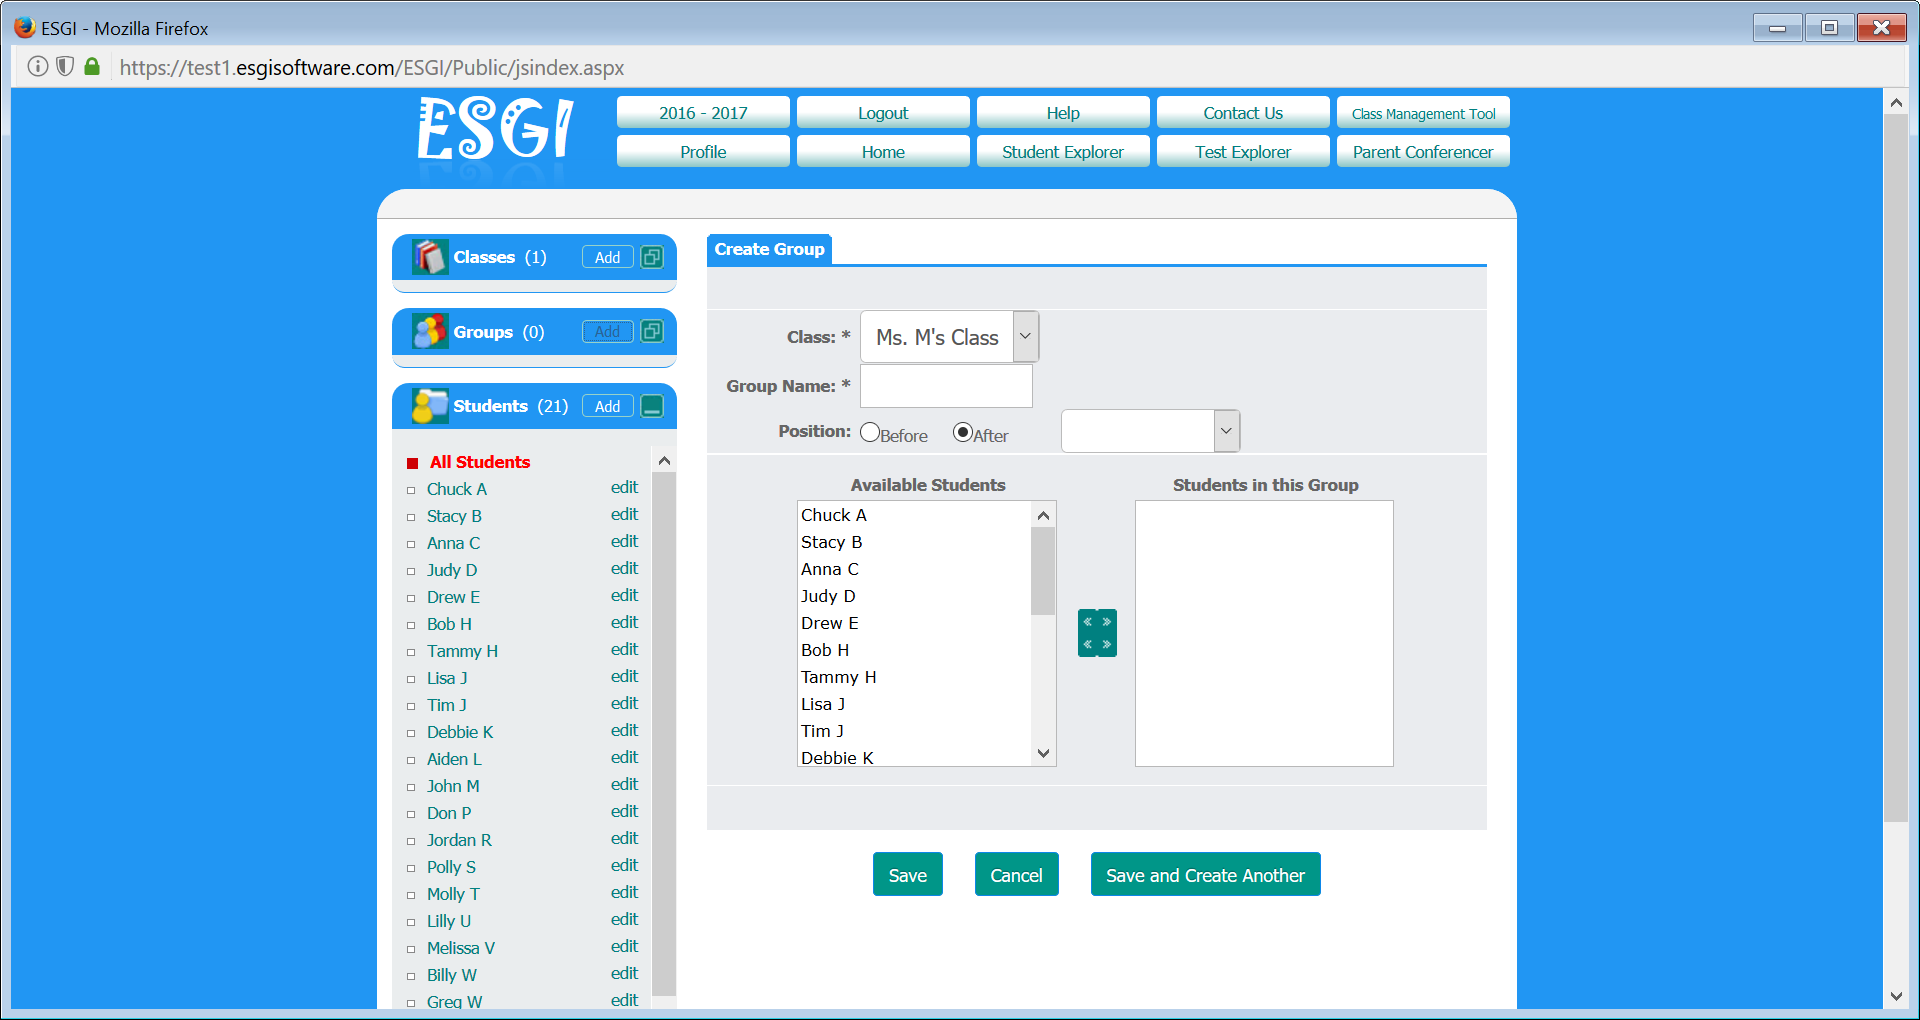 ESGI - Mozilla Firefox
https://test1.esgisoftware.com/ESGI/Public/jsindex.aspx
ESGI
2016 - 2017
Logout
Help
Contact Us
Class Management Tool
Profile
Home
Student Explorer
Test Explorer
Parent Conferencer
Classes (1)
Add
Groups (0)
Add
Students (21)
Add
All Students
Chuck A edit
Stacy B edit
Anna C edit
Judy D edit
Drew E edit
Bob H edit
Tammy H edit
Lisa J edit
Tim J edit
Debbie K edit
Aiden L edit
John M edit
Don P edit
Jordan R edit
Polly S edit
Molly T edit
Lilly U edit
Melissa V edit
Billy W edit
Greg W edit
Create Group
Class: * Ms. M's Class
Group Name: *
Position: Before After
Available Students
Chuck A
Stacy B
Anna C
Judy D
Drew E
Bob H
Tammy H
Lisa J
Tim J
Debbie K
Students in this Group
Save
Cancel
Save and Create Another